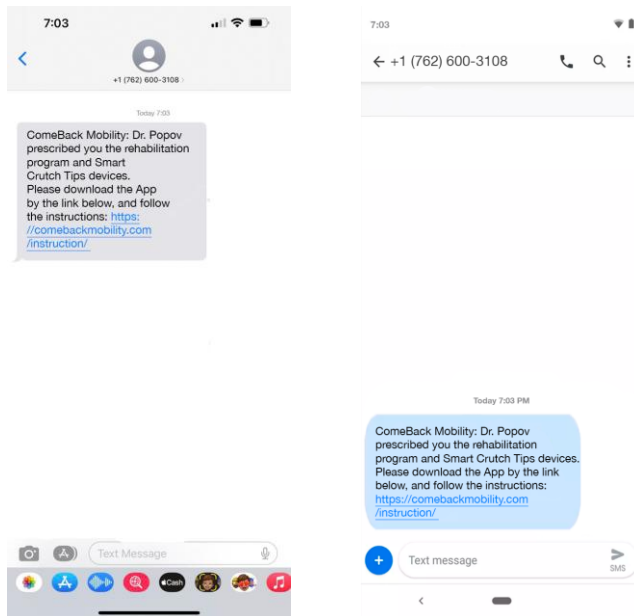 7:03
+1 (762) 600-3108
Today 7:03
ComeBack Mobility: Dr. Popov
prescribed you the rehabilitation
program and Smart
Crutch Tips devices.
Please download the App
by the link below, and follow
the instructions: https:
//comebackmobility.com
/instruction/
Text Message
Cash
7:03
+1 (762) 600-3108
Today 7:03 PM
ComeBack Mobility: Dr. Popov
prescribed you the rehabilitation
program and Smart Crutch Tips devices.
Please download the App by the link
below, and follow the instructions:
https://comebackmobility.com
/instruction/
Text message
SMS